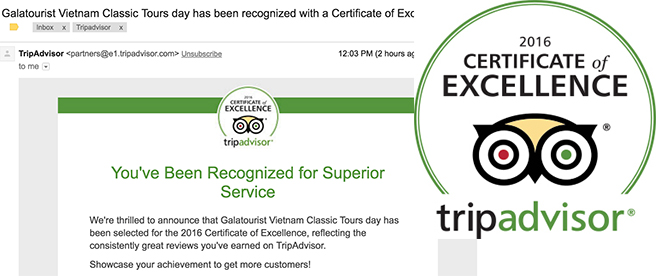 Galatourist Vietnam Classic Tours day has been recognized with a Certificate of Exc
Inbox x
Tripadvisor x
TripAdvisor <partners@e1.tripadvisor.com> Unsubscribe
12:03 PM (2 hours a
to me
2016
CERTIFICATE of
EXCELLENCE
tripadvisor®
You've Been Recognized for Superior
Service
We're thrilled to announce that Galatourist Vietnam Classic Tours day has
been selected for the 2016 Certificate of Excellence, reflecting the
consistently great reviews you've earned on TripAdvisor.
Showcase your achievement to get more customers!
2016
CERTIFICATE of
EXCELLENCE
®
tripadvisor®